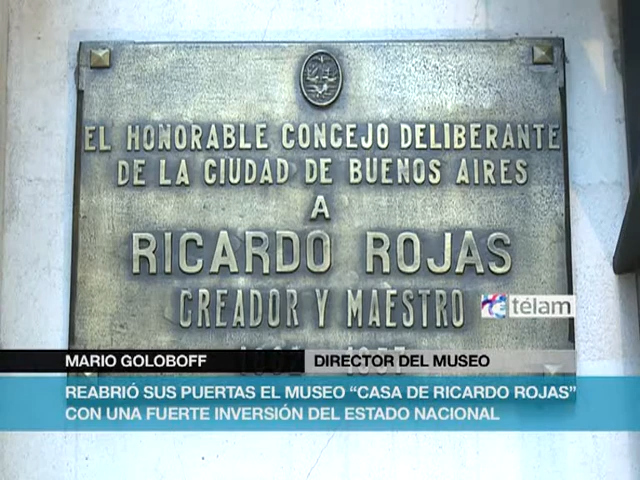 EL HONORABLE CONCEJO DELIBERANTE
DE LA CIUDAD DE BUENOS AIRES
A
RICARDO ROJAS
CREADOR Y MAESTRO
télam
MARIO GOLOBOFF DIRECTOR DEL MUSEO
REABRIÓ SUS PUERTAS EL MUSEO “CASA DE RICARDO ROJAS”
CON UNA FUERTE INVERSIÓN DEL ESTADO NACIONAL